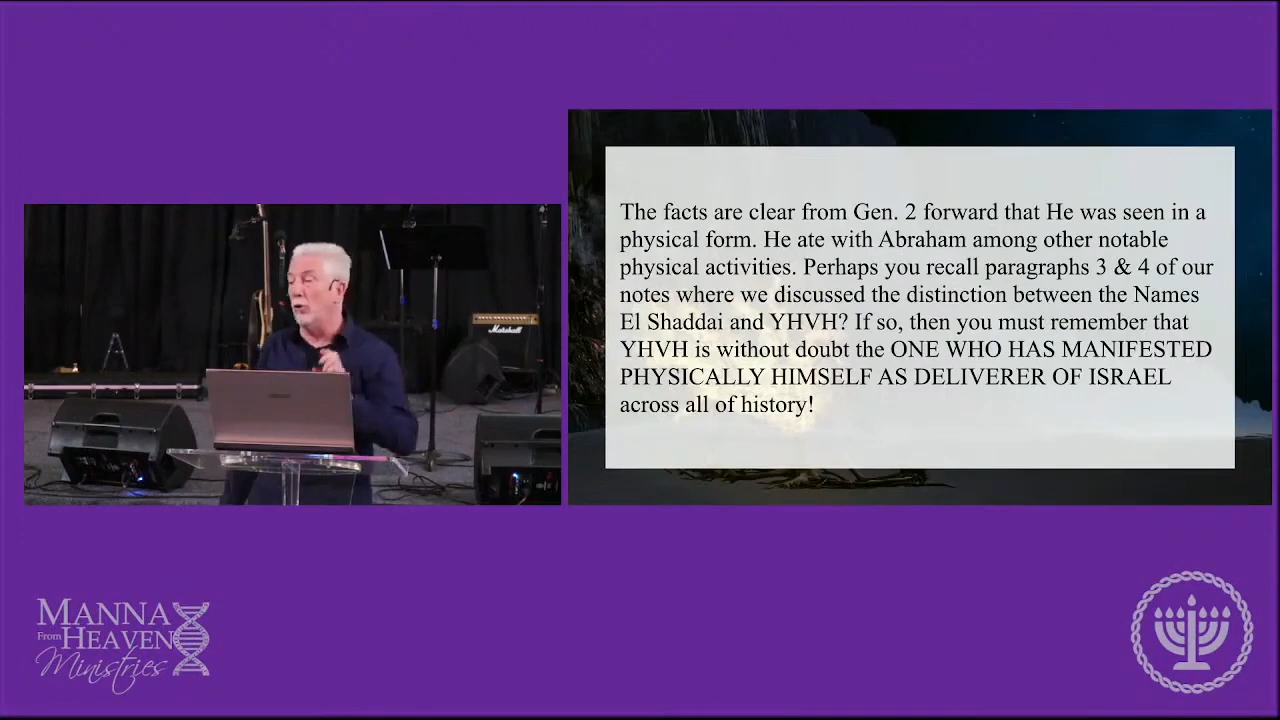 The facts are clear from Gen. 2 forward that He was seen in a
physical form. He ate with Abraham among other notable
physical activities. Perhaps you recall paragraphs 3 & 4 of our
notes where we discussed the distinction between the Names
El Shaddai and YHVH? If so, then you must remember that
YHVH is without doubt the ONE WHO HAS MANIFESTED
PHYSICALLY HIMSELF AS DELIVERER OF ISRAEL
across all of history!
Marshall
MANNA
From HEAVEN
Ministries